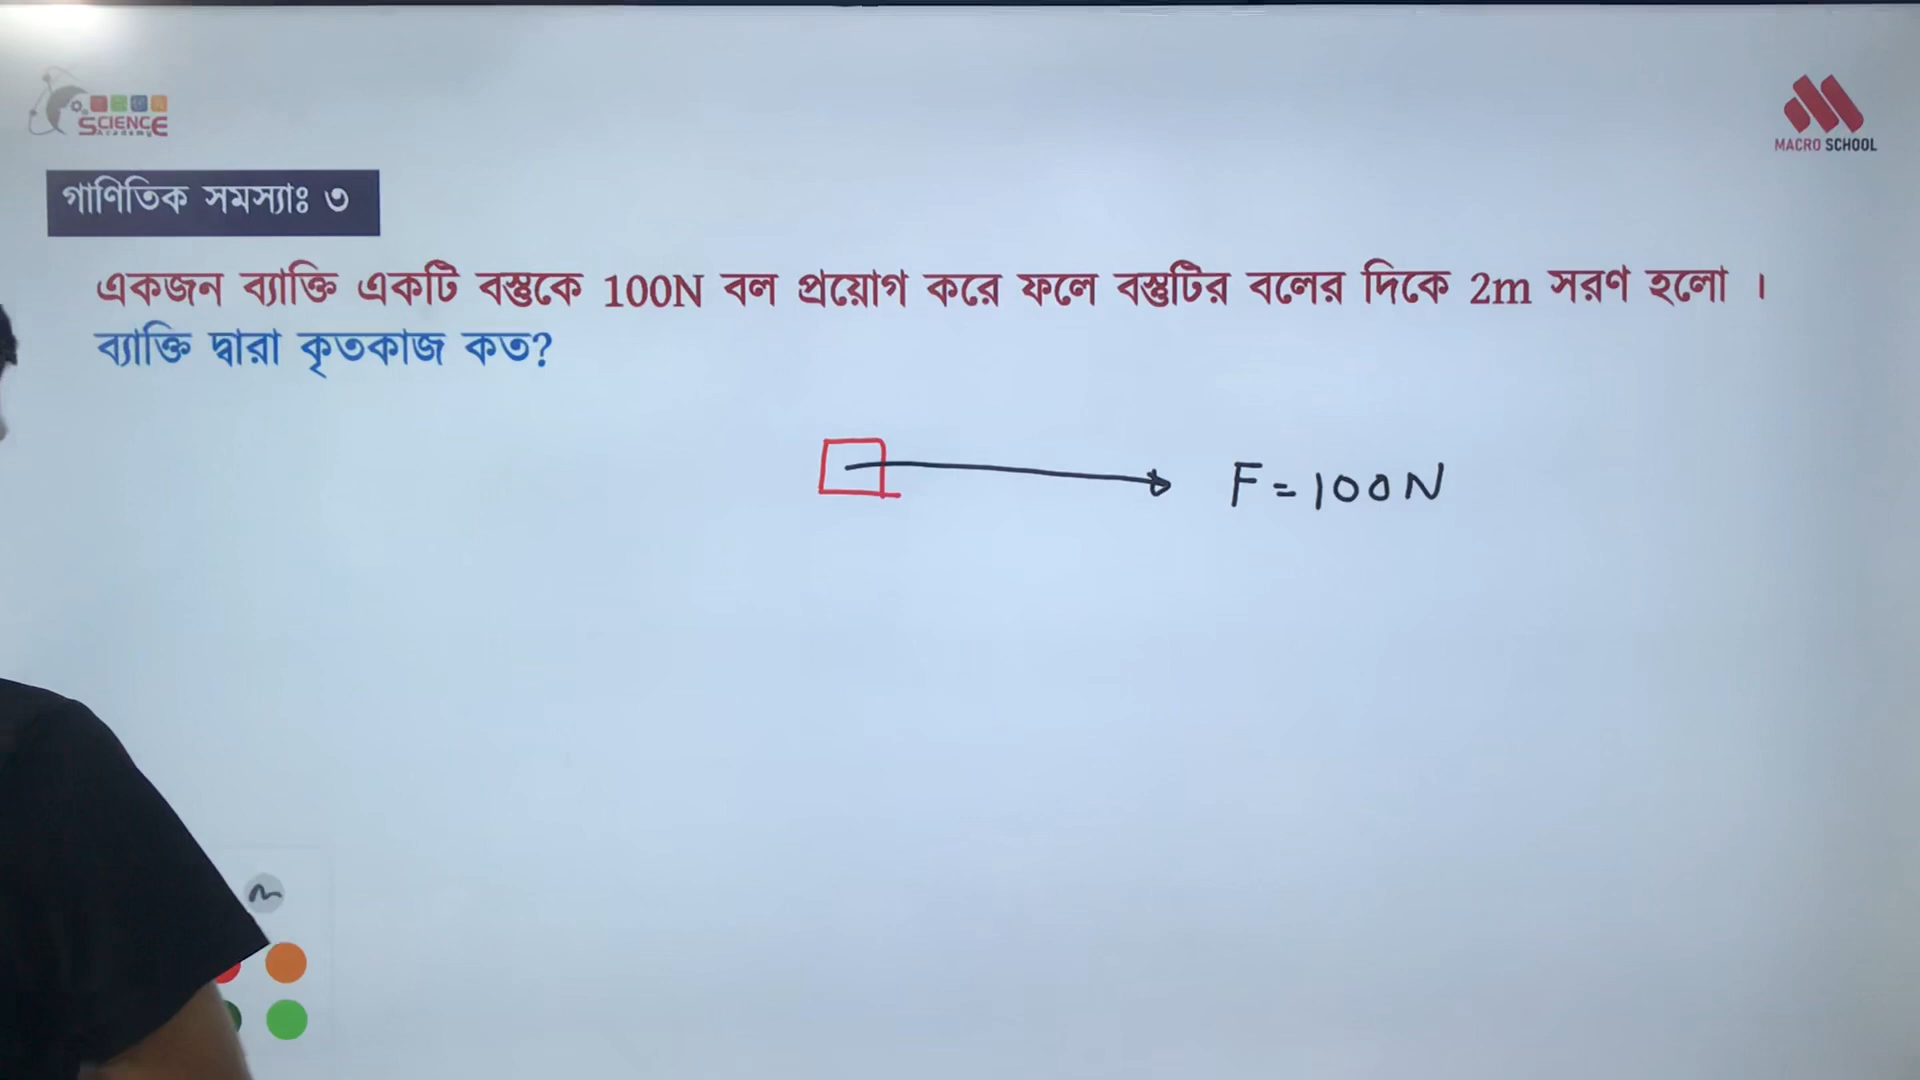 SCIENCE
Academy
MACRO SCHOOL
গাণিতিক সমস্যাঃ ৩
একজন ব্যাক্তি একটি বস্তুকে 100N বল প্রয়োগ করে ফলে বস্তুটির বলের দিকে 2m সরণ হলো ।
ব্যাক্তি দ্বারা কৃতকাজ কত?
F = 100N